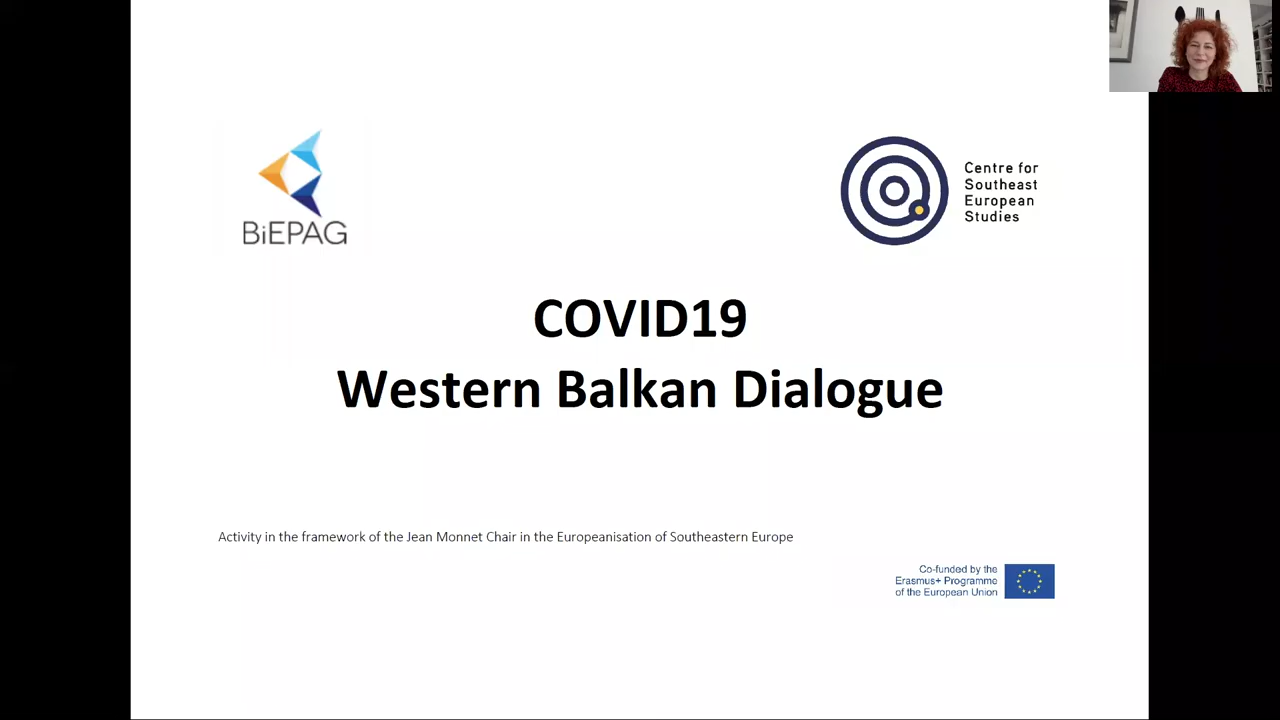 BiEPAG
Centre for
Southeast
European
Studies
COVID19
Western Balkan Dialogue
Activity in the framework of the Jean Monnet Chair in the Europeanisation of Southeastern Europe
Co-funded by the
Erasmus+ Programme
of the European Union